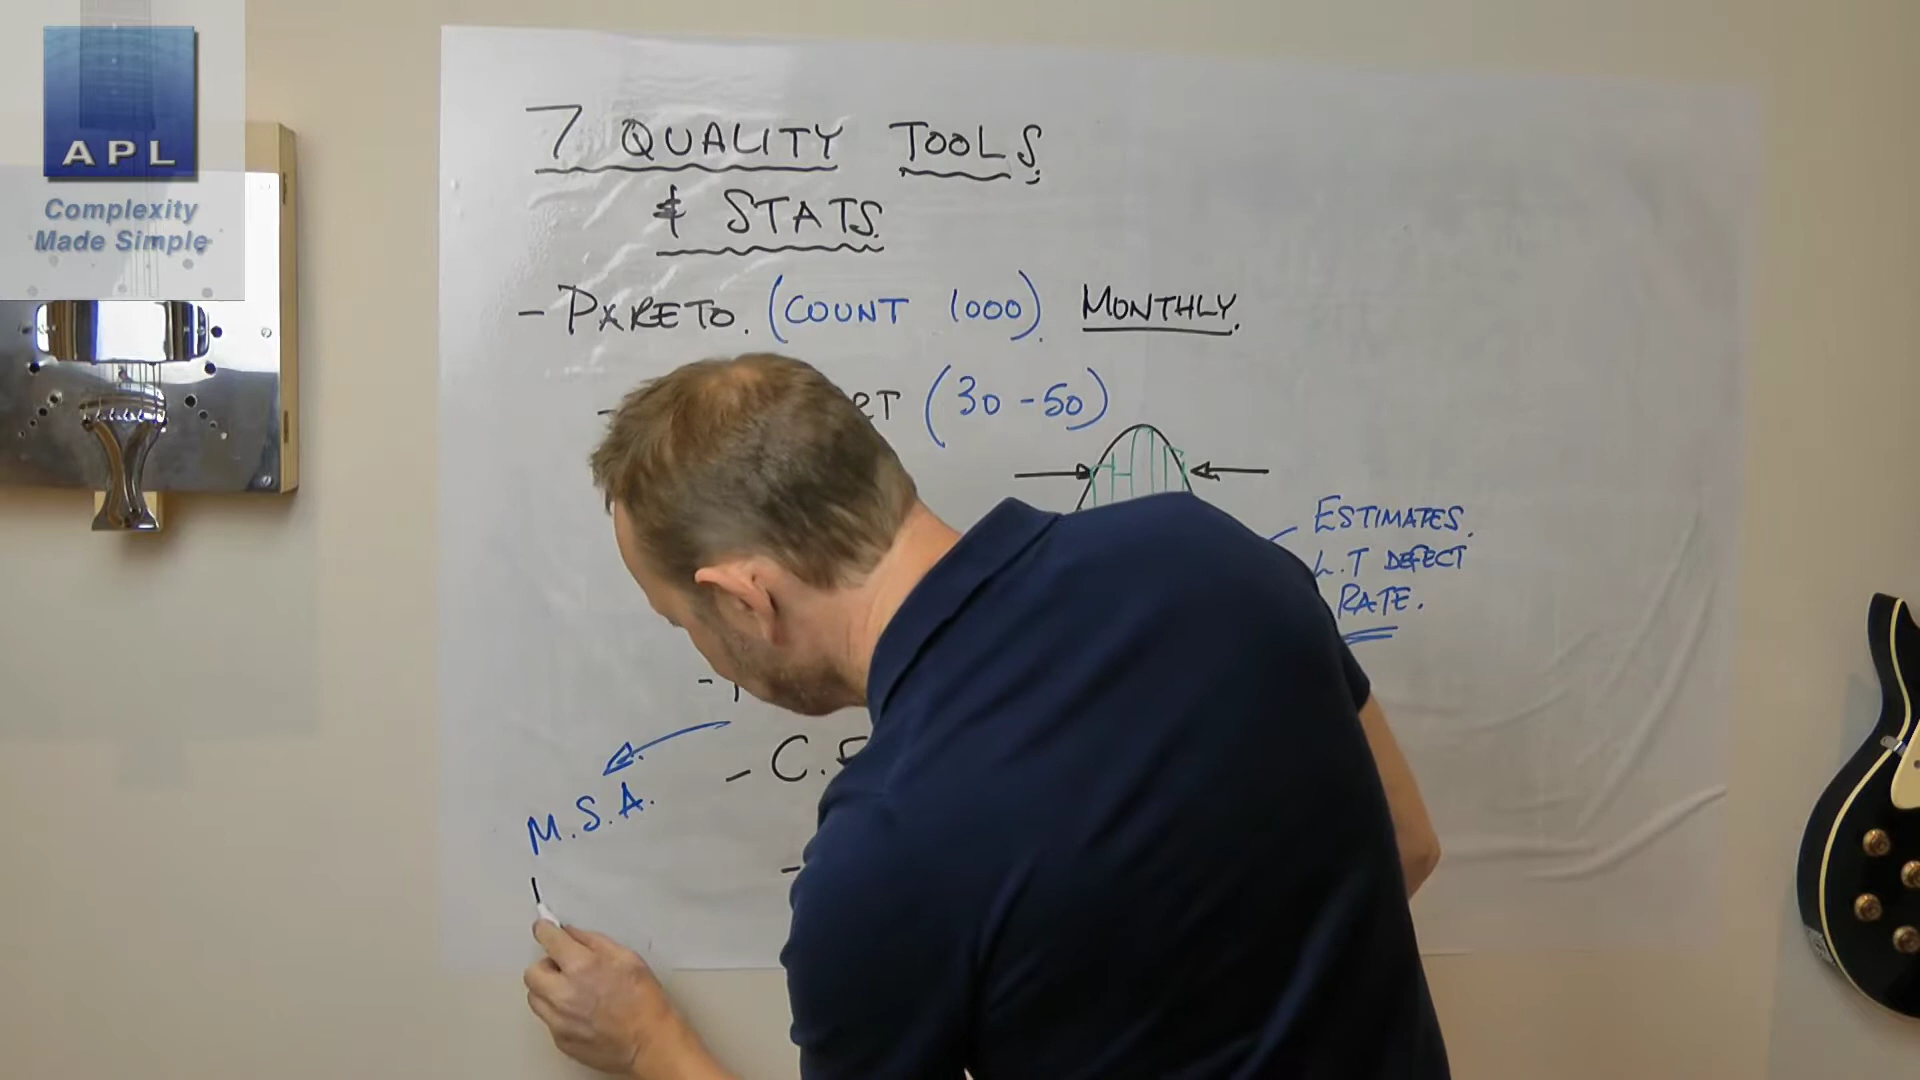 APL
Complexity
Made Simple
7 QUALITY TOOLS
& STATS.
- PARETO. (COUNT 1000). MONTHLY.
(30 - 50)
ESTIMATES.
L.T DEFECT
RATE.
M.S.A.